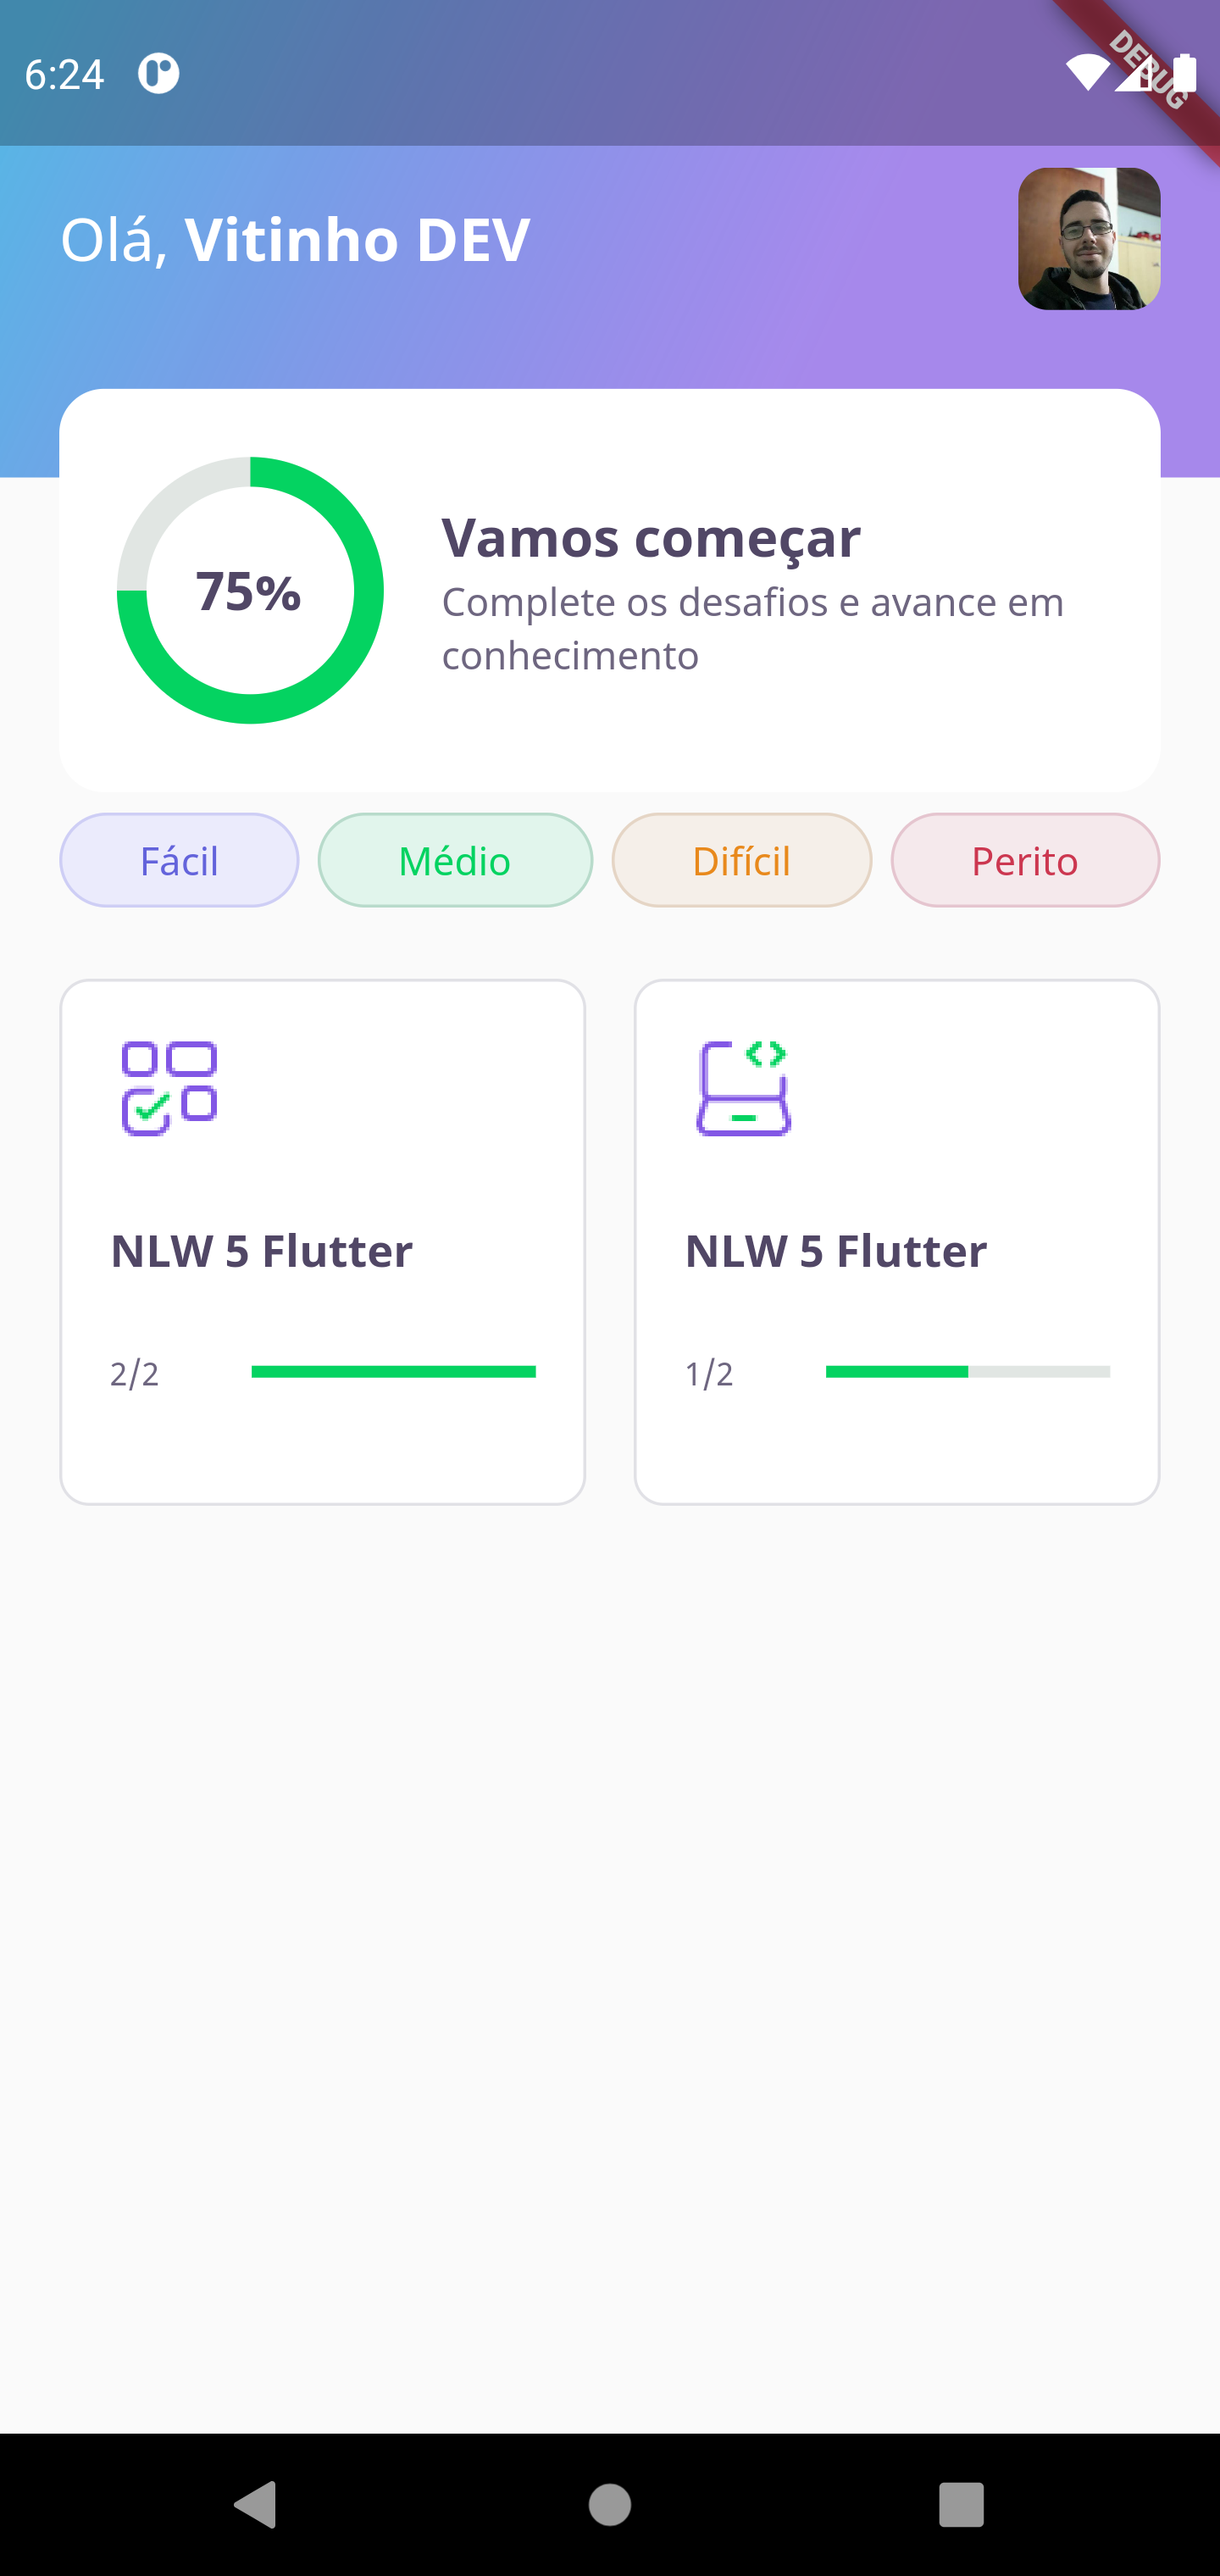 6:24
DEBUG
Olá, Vitinho DEV
75%
Vamos começar
Complete os desafios e avance em
conhecimento
Fácil Médio Difícil Perito
NLW 5 Flutter
2/2
NLW 5 Flutter
1/2